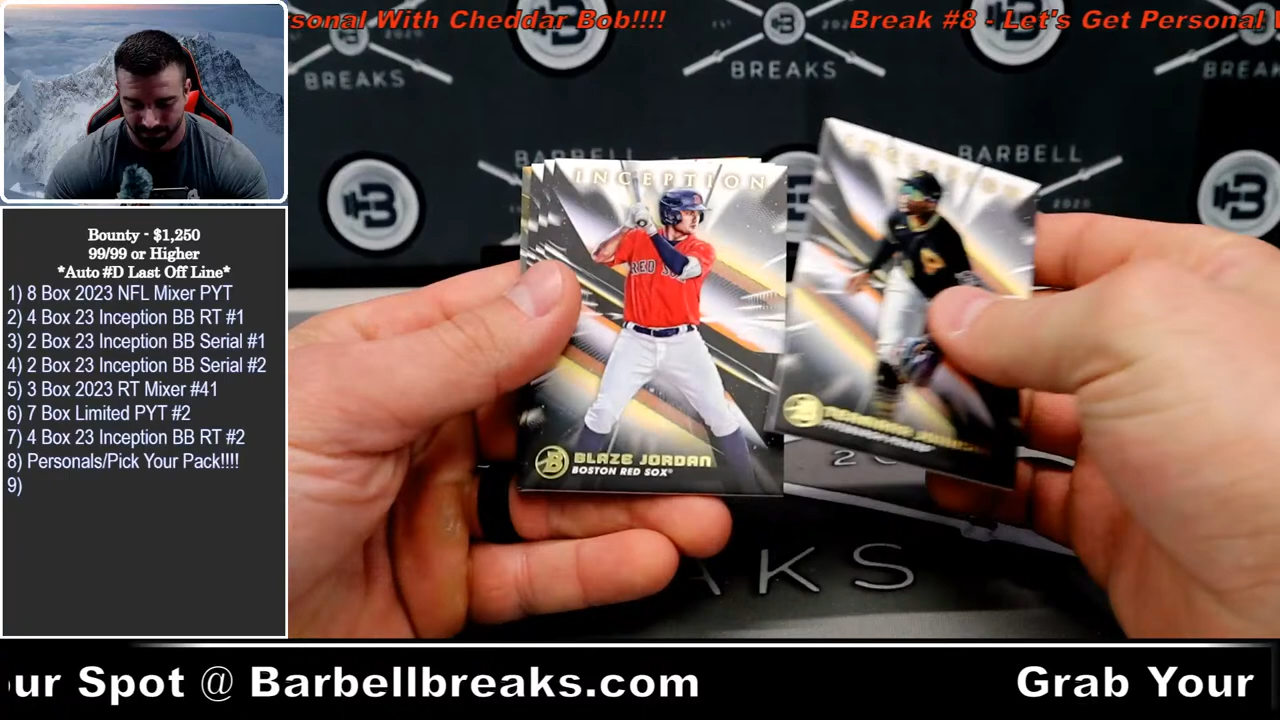 rsonal With Cheddar Bob!!!!
Break #8 - Let's Get Personal
BREAKS
BREAKS
BREAK
BARBELL
Bounty - $1,250
99/99 or Higher
*Auto #D Last Off Line*
1) 8 Box 2023 NFL Mixer PYT
2) 4 Box 23 Inception BB RT #1
3) 2 Box 23 Inception BB Serial #1
4) 2 Box 23 Inception BB Serial #2
5) 3 Box 2023 RT Mixer #41
6) 7 Box Limited PYT #2
7) 4 Box 23 Inception BB RT #2
8) Personals/Pick Your Pack!!!!
9)
INCEPTION
RED SOX
BLAZE JORDAN
BOSTON RED SOX
AKS
our Spot @ Barbellbreaks.com
Grab Your